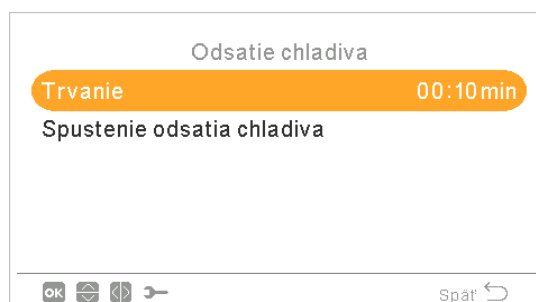 Odsatie chladiva
Trvanie 00:10min
Spustenie odsatia chladiva
OK Späť